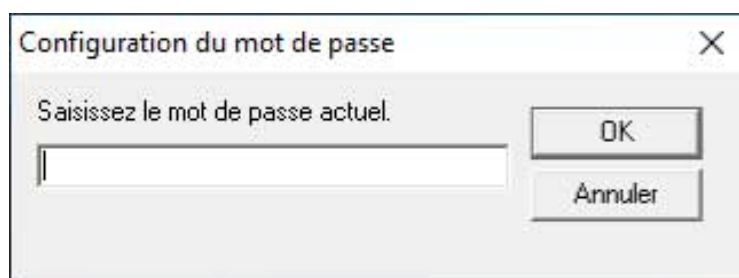 Configuration du mot de passe
Saisissez le mot de passe actuel.
OK
Annuler